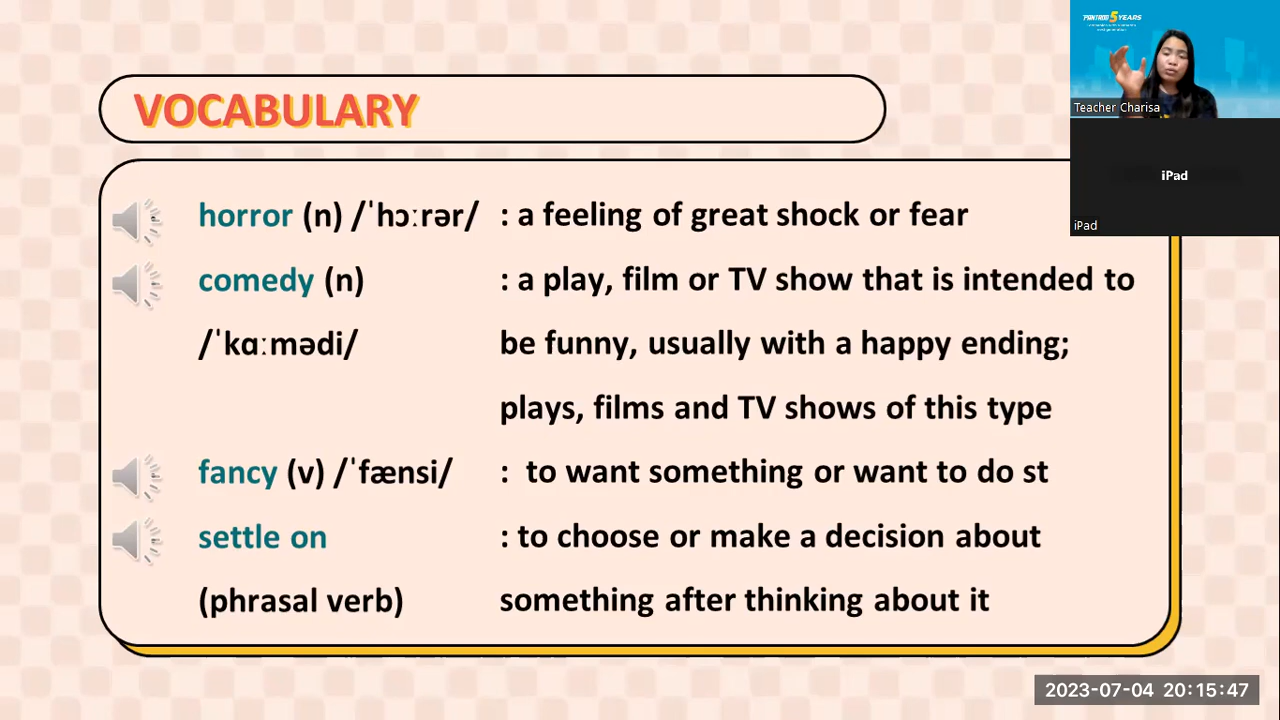 5 YEARS
VOCABULARY
Teacher Charisa
iPad
iPad
horror (n) /ˈhɔːrər/ : a feeling of great shock or fear
comedy (n) : a play, film or TV show that is intended to
/ˈkɑːmədi/ be funny, usually with a happy ending;
plays, films and TV shows of this type
fancy (v) /ˈfænsi/ : to want something or want to do st
settle on : to choose or make a decision about
(phrasal verb) something after thinking about it
2023-07-04 20:15:47